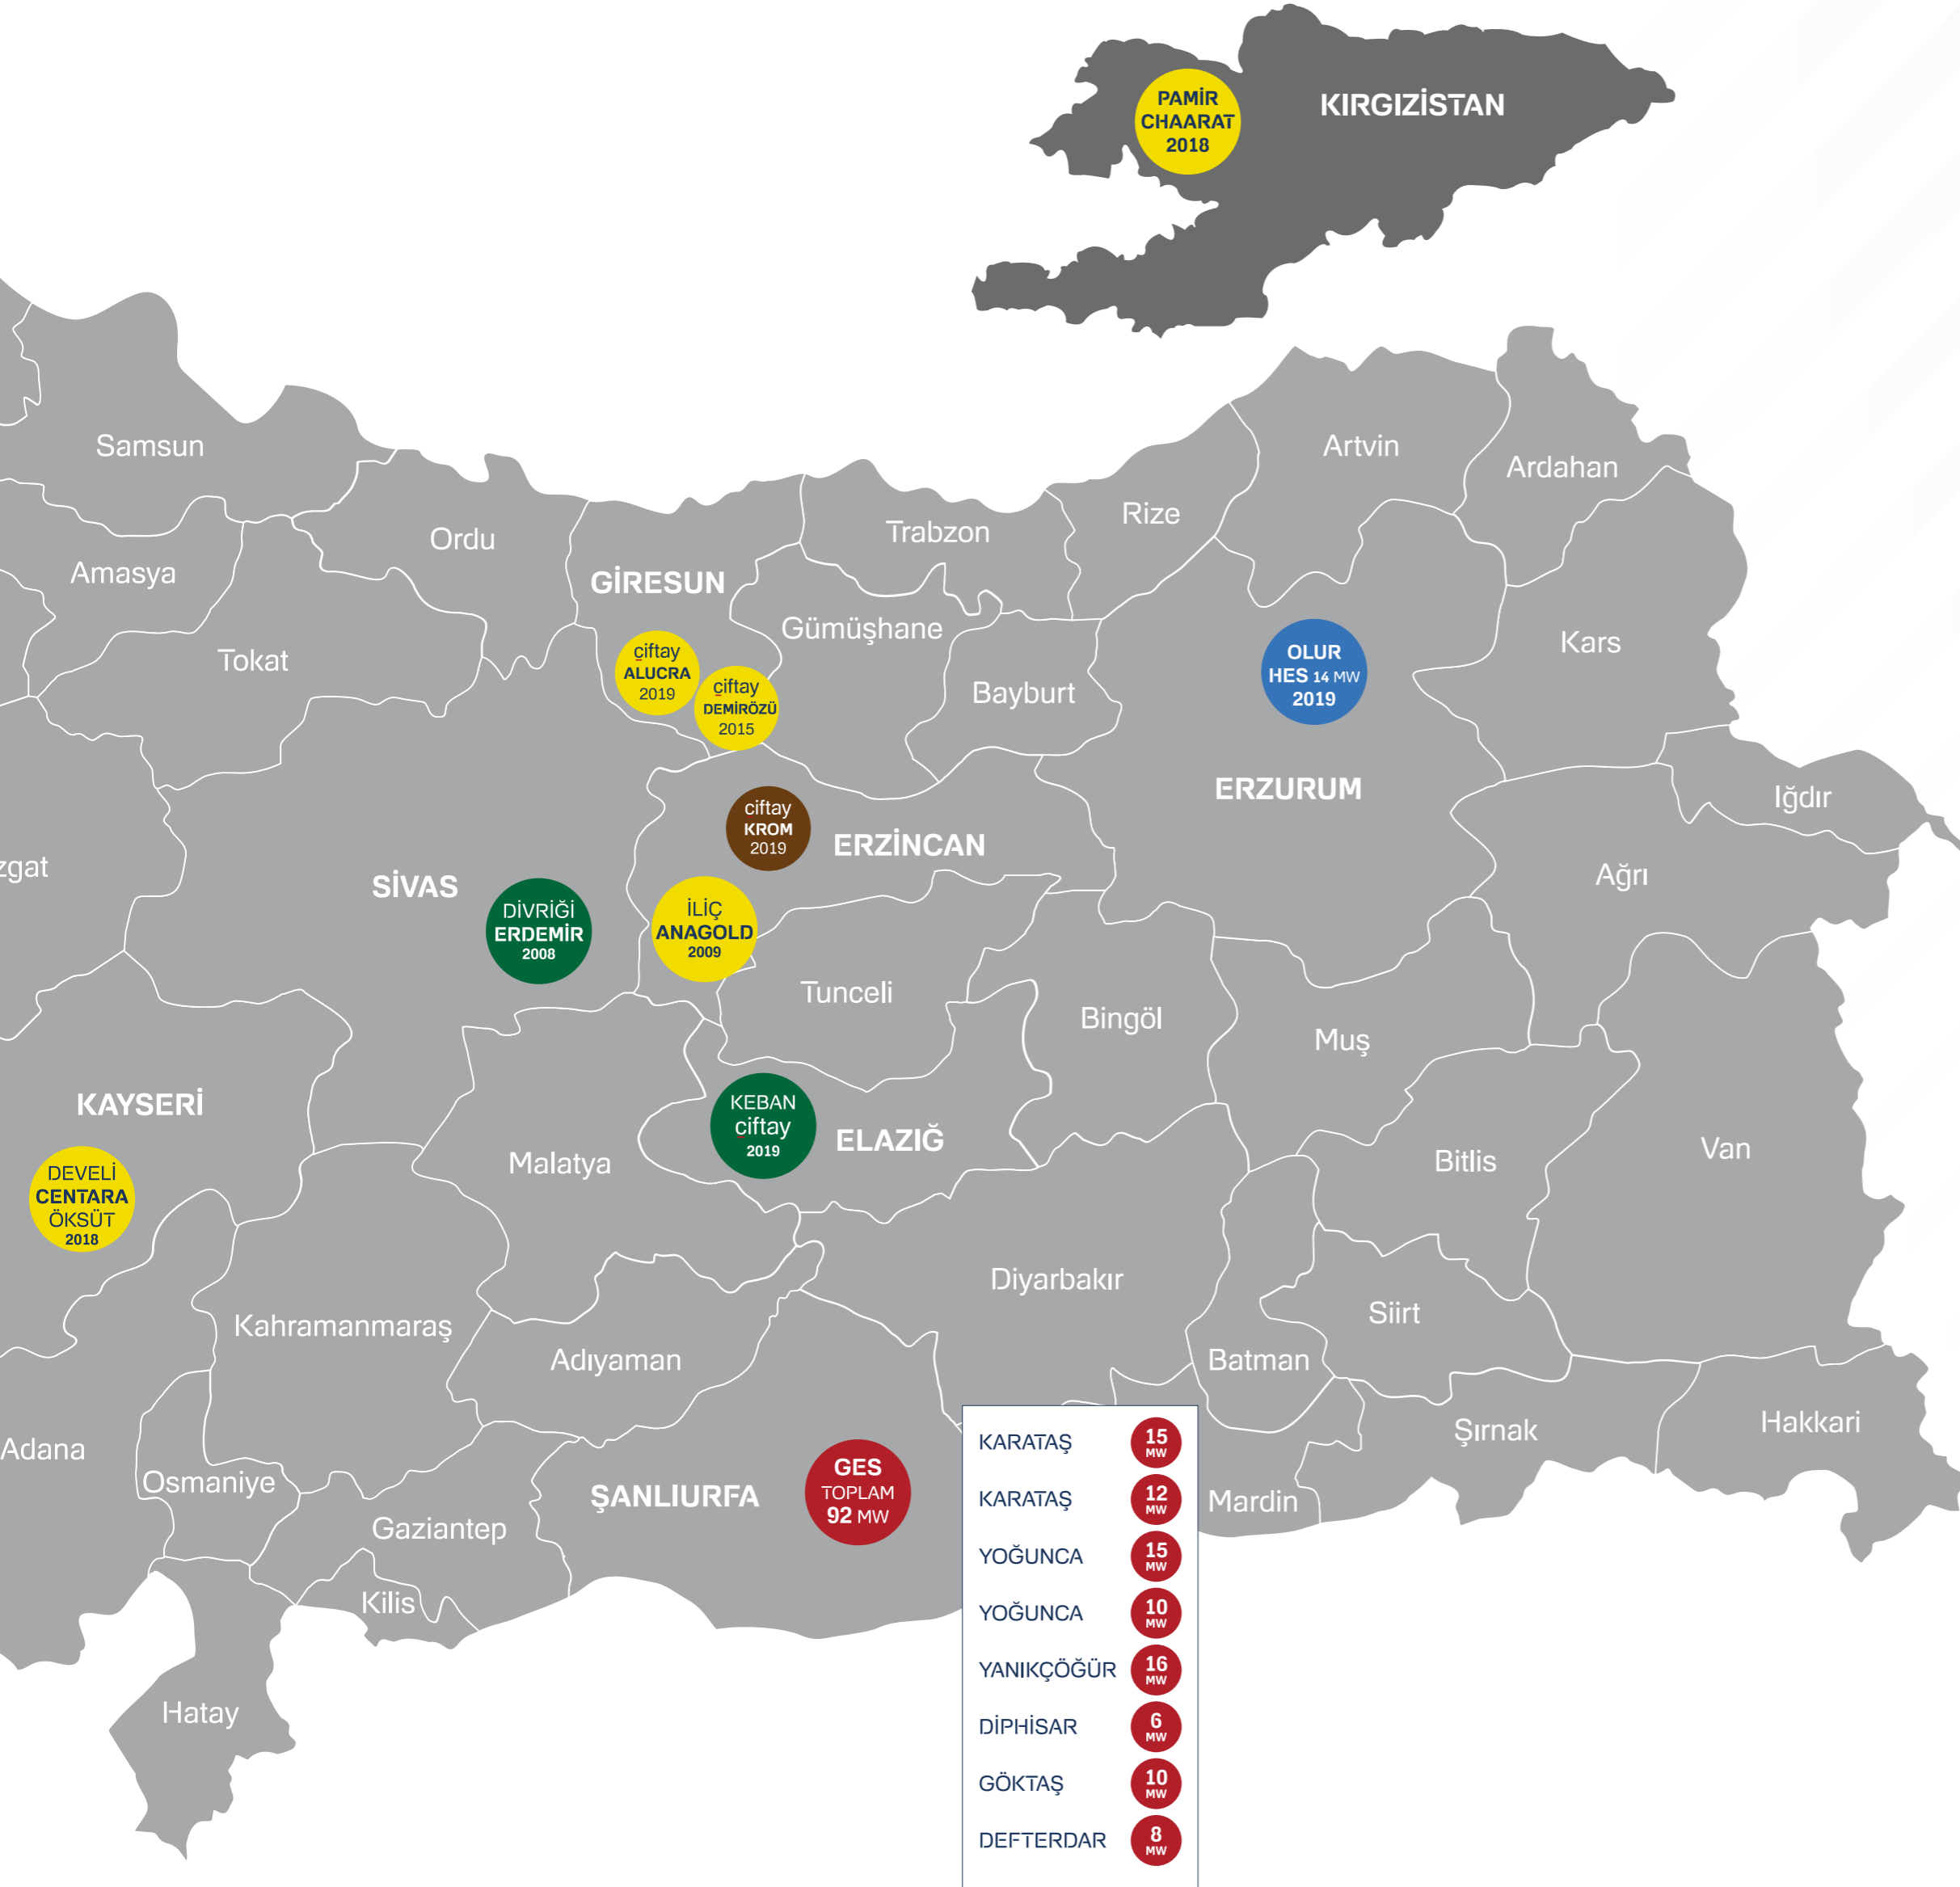 PAMİR
CHAARAT
2018
KIRGIZİSTAN
Samsun
Artvin
Ardahan
Rize
Trabzon
Ordu
Amasya
GİRESUN
Gümüşhane
Kars
Tokat
çiftay
ALUCRA
2019
çiftay
DEMİRÖZÜ
2015
Bayburt
OLUR
HES 14 MW
2019
ERZURUM
Iğdır
çiftay
KROM
2019
ERZİNCAN
zgat
SİVAS
Ağrı
DİVRİĞİ
ERDEMİR
2008
İLİÇ
ANAGOLD
2009
Tunceli
Bingöl
Muş
KAYSERİ
KEBAN
çiftay
2019
ELAZIĞ
Malatya
Bitlis
Van
DEVELİ
CENTARA
ÖKSÜT
2018
Diyarbakır
Siirt
Kahramanmaraş
Adıyaman
Batman
Şırnak
Hakkari
Adana
Osmaniye
ŞANLIURFA
GES
TOPLAM
92 MW
Mardin
Gaziantep
Kilis
Hatay
KARATAŞ 15 MW
KARATAŞ 12 MW
YOĞUNCA 15 MW
YOĞUNCA 10 MW
YANIKÇÖĞÜR 16 MW
DİPHİSAR 6 MW
GÖKTAŞ 10 MW
DEFTERDAR 8 MW